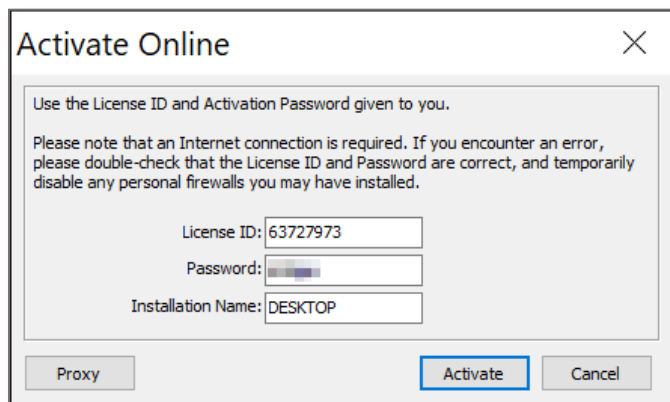 Activate Online
Use the License ID and Activation Password given to you.
Please note that an Internet connection is required. If you encounter an error,
please double-check that the License ID and Password are correct, and temporarily
disable any personal firewalls you may have installed.
License ID: 63727973
Password:
Installation Name: DESKTOP
Proxy
Activate
Cancel